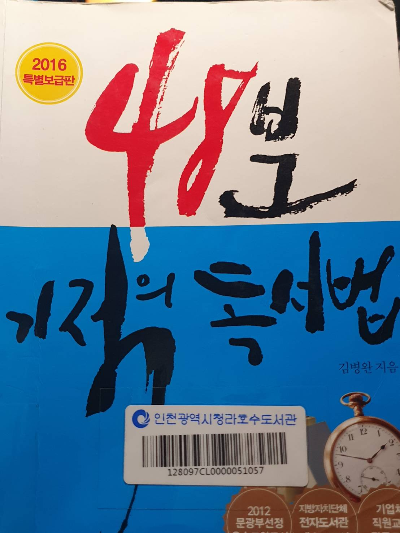 2016
특별보급판
48분
기적의 독서법
김병완 지음
인천광역시청라호수도서관
128097CL0000051057
2012
문광부선정
지방자치단체
전자도서관
기업체
직원교